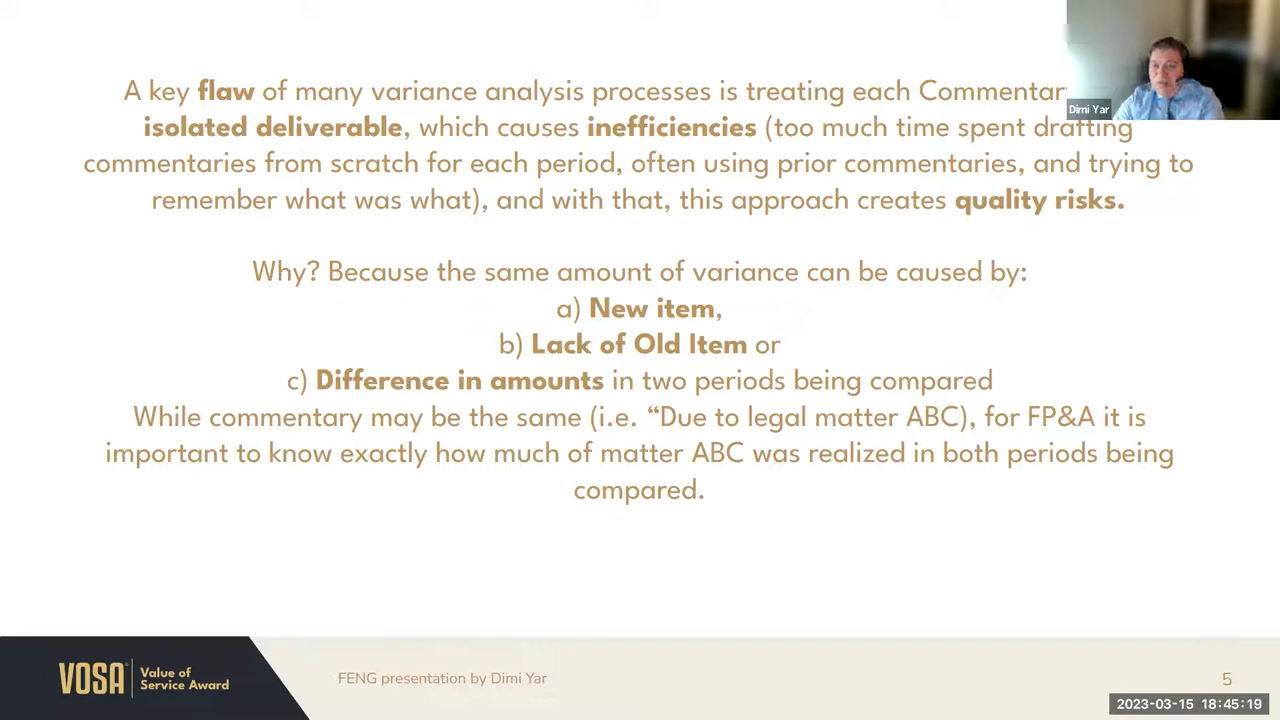 A key flaw of many variance analysis processes is treating each Commentar
isolated deliverable, which causes inefficiencies (too much time spent drafting
commentaries from scratch for each period, often using prior commentaries, and trying to
remember what was what), and with that, this approach creates quality risks.
Why? Because the same amount of variance can be caused by:
a) New item,
b) Lack of Old Item or
c) Difference in amounts in two periods being compared
While commentary may be the same (i.e. “Due to legal matter ABC), for FP&A it is
important to know exactly how much of matter ABC was realized in both periods being
compared.
Dimi Yar
VOSA
Value of
Service Award
FENG presentation by Dimi Yar
5
2023-03-15 18:45:19